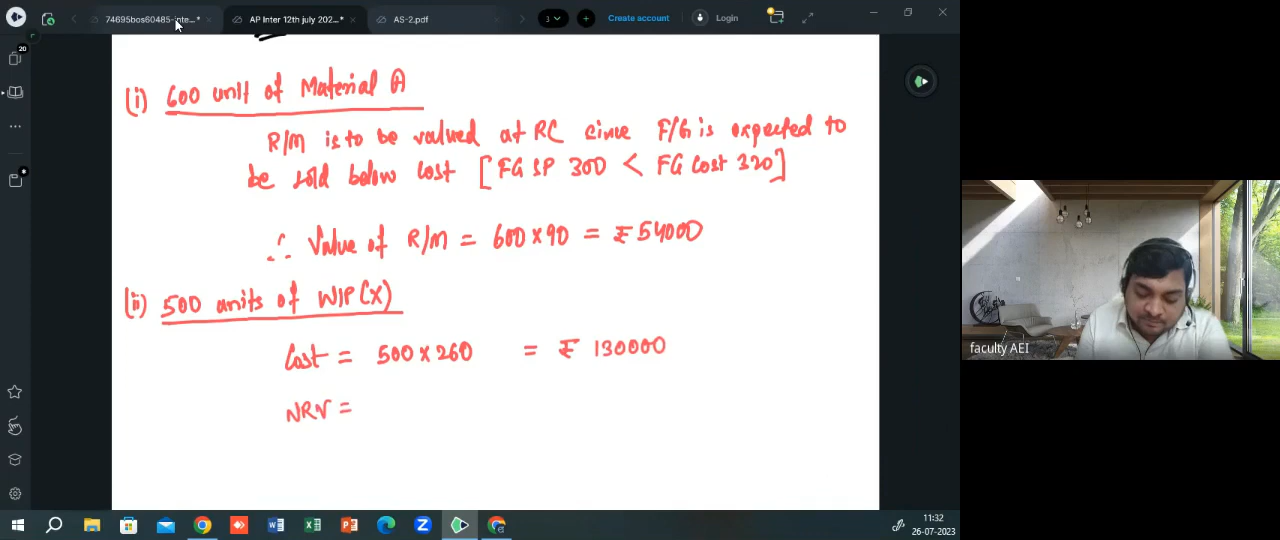 74695bos60485-inte...*
AP Inter 12th july 202...*
AS-2.pdf
3
Create account
Login
20
(i) 600 unit of Material A
R/M is to be valued at RC since F/G is expected to
be sold below cost [FG SP 300 < FG Cost 320]
∴ Value of R/M = 600 × 90 = ₹ 54000
(ii) 500 units of WIP(X)
Cost = 500 × 260 = ₹ 130000
NRV =
faculty AEI
11:32
26-07-2023